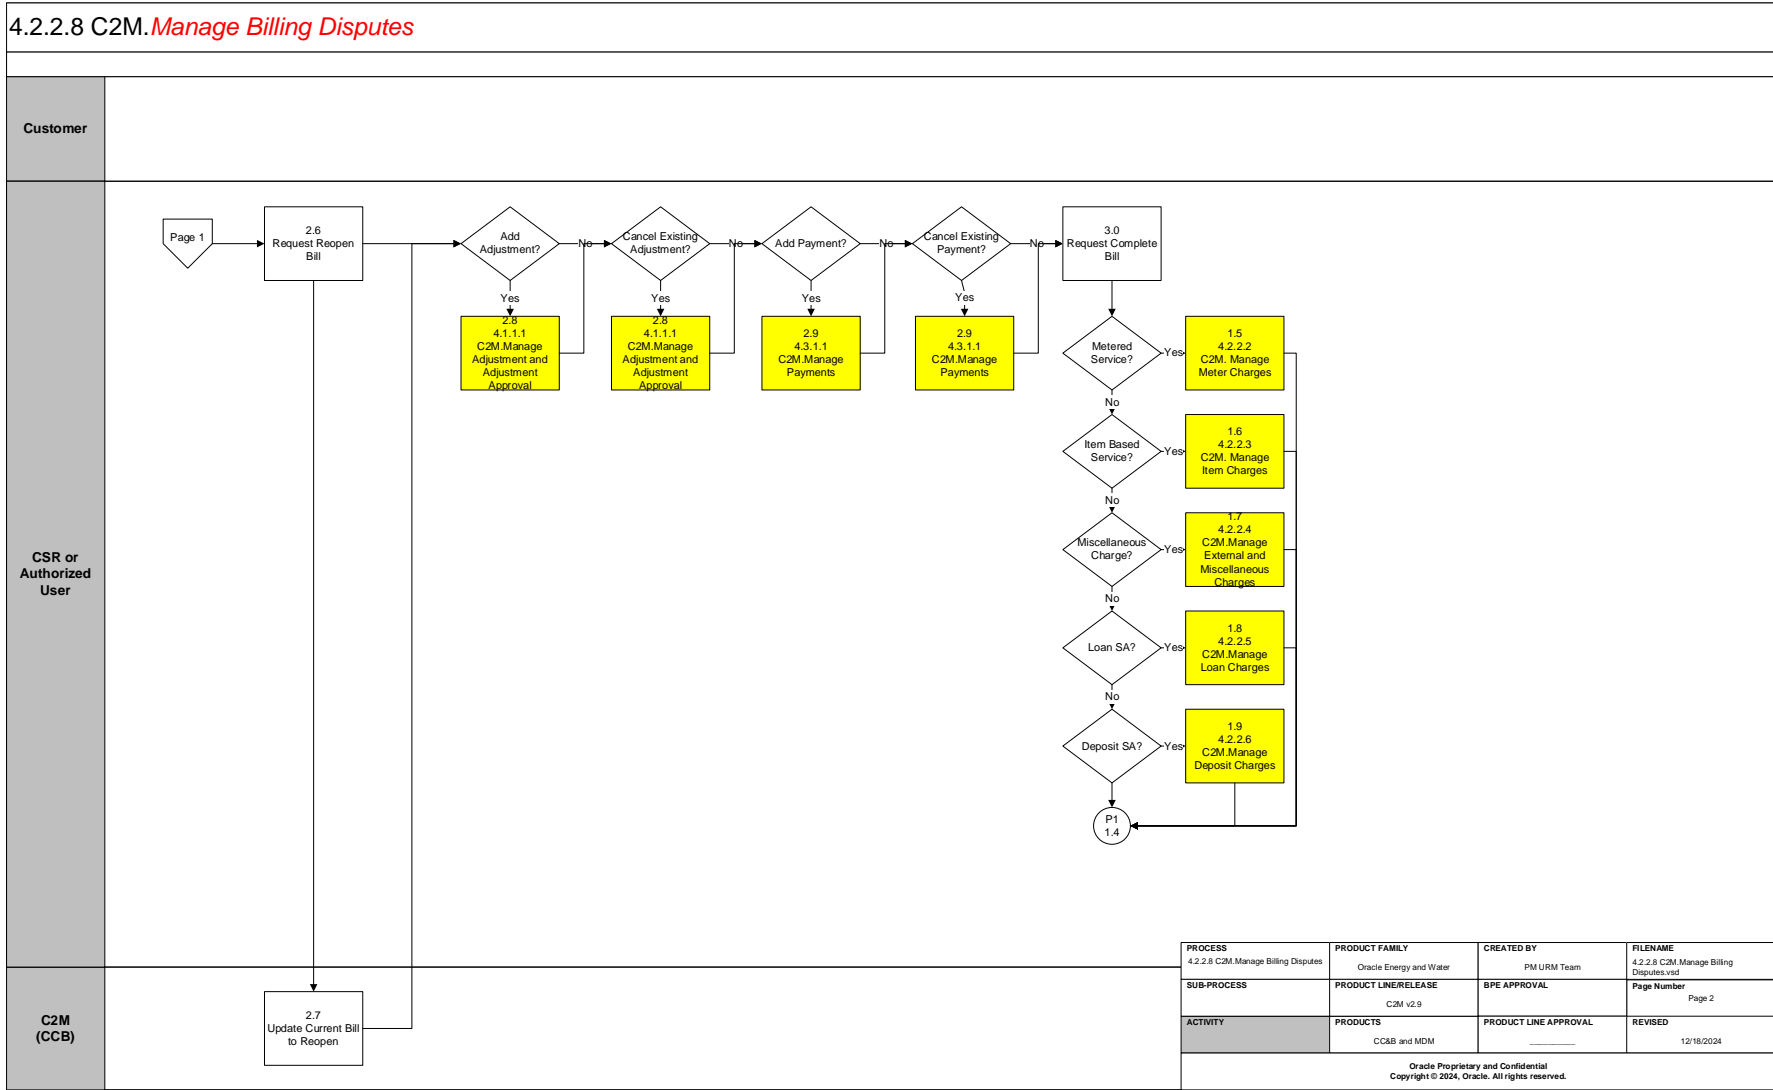 4.2.2.8 C2M.Manage Billing Disputes
Customer
CSR or
Authorized
User
C2M
(CCB)
Page 1
2.6
Request Reopen
Bill
Add
Adjustment?
No
Cancel Existing
Adjustment?
No
Add Payment?
No
Cancel Existing
Payment?
No
3.0
Request Complete
Bill
Yes
Yes
Yes
Yes
2.8
4.1.1.1
C2M.Manage
Adjustment and
Adjustment
Approval
2.8
4.1.1.1
C2M.Manage
Adjustment and
Adjustment
Approval
2.9
4.3.1.1
C2M.Manage
Payments
2.9
4.3.1.1
C2M.Manage
Payments
Metered
Service?
Yes
1.5
4.2.2.2
C2M. Manage
Meter Charges
No
Item Based
Service?
Yes
1.6
4.2.2.3
C2M. Manage
Item Charges
No
Miscellaneous
Charge?
Yes
1.7
4.2.2.4
C2M.Manage
External and
Miscellaneous
Charges
No
Loan SA?
Yes
1.8
4.2.2.5
C2M.Manage
Loan Charges
No
Deposit SA?
Yes
1.9
4.2.2.6
C2M.Manage
Deposit Charges
P1
1.4
2.7
Update Current Bill
to Reopen
PROCESS
4.2.2.8 C2M.Manage Billing Disputes
PRODUCT FAMILY
Oracle Energy and Water
CREATED BY
PM URM Team
FILENAME
4.2.2.8 C2M.Manage Billing
Disputes.vsd
SUB-PROCESS
PRODUCT LINE/RELEASE
C2M v2.9
BPE APPROVAL
Page Number
Page 2
ACTIVITY
PRODUCTS
CC&B and MDM
PRODUCT LINE APPROVAL
___________
REVISED
12/18/2024
Oracle Proprietary and Confidential
Copyright © 2024, Oracle. All rights reserved.